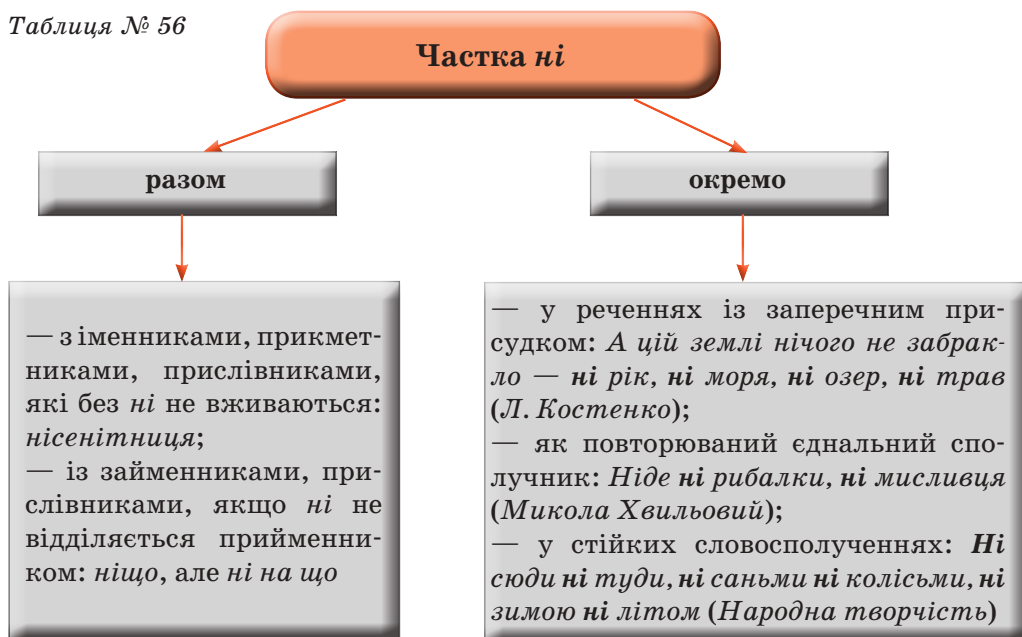 Таблиця № 56
Частка ні
разом
окремо
— з іменниками, прикмет-
никами, прислівниками,
які без ні не вживаються:
нісенітниця;
— із займенниками, при-
слівниками, якщо ні не
відділяється прийменни-
ком: ніщо, але ні на що
— у реченнях із заперечним при-
судком: А цій землі нічого не забрак-
ло — ні рік, ні моря, ні озер, ні трав
(Л. Костенко);
— як повторюваний єднальний спо-
лучник: Ніде ні рибалки, ні мисливця
(Микола Хвильовий);
— у стійких словосполученнях: Ні
сюди ні туди, ні саньми ні колісьми, ні
зимою ні літом (Народна творчість)